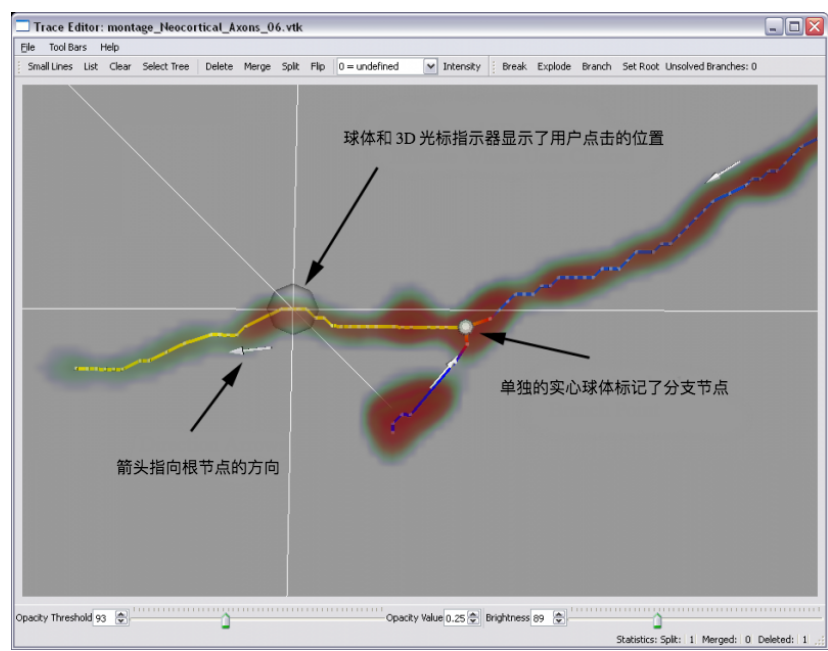 Trace Editor: montage_Neocortical_Axons_06.vtk
File Tool Bars Help
Small Lines List Clear Select Tree Delete Merge Split Flip 0 = undefined Intensity Break Explode Branch Set Root Unsolved Branches: 0
球体和 3D 光标指示器显示了用户点击的位置
单独的实心球体标记了分支节点
箭头指向根节点的方向
Opacity Threshold 93 Opacity Value 0.25 Brightness 89
Statistics: Split: 1 Merged: 0 Deleted: 1